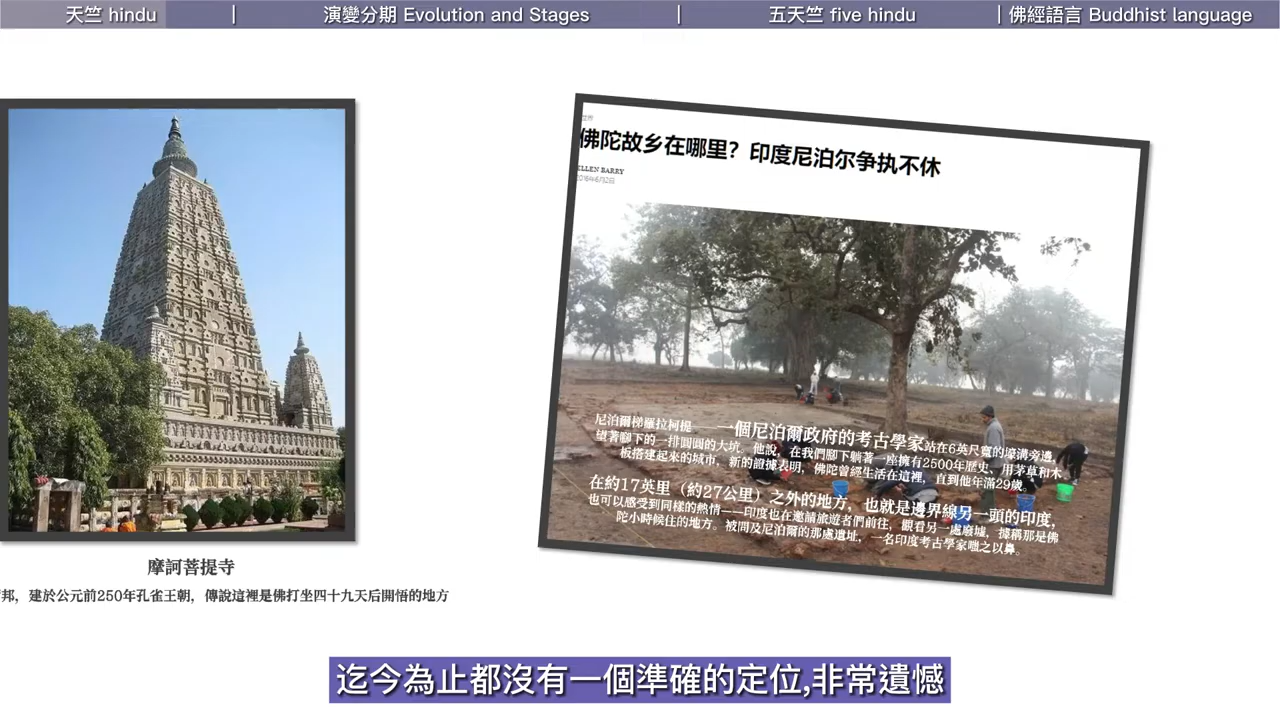 天竺 hindu | 演變分期 Evolution and Stages | 五天竺 five hindu | 佛經語言 Buddhist language
世界
佛陀故乡在哪里？印度尼泊尔争执不休
ELLEN BARRY
2016年6月2日
尼泊爾梯羅拉柯提——一個尼泊爾政府的考古學家站在6英尺寬的壕溝旁邊，
望著腳下的一排圓圓的大坑。他說，在我們腳下躺著一座擁有2500年歷史、用茅草和木
板搭建起來的城市，新的證據表明，佛陀曾經生活在這裡，直到他年滿29歲。
在約17英里（約27公里）之外的地方，也就是邊界線另一頭的印度，
也可以感受到同樣的熱情——印度也在邀請旅遊者們前往，觀看另一處廢墟，據稱那是佛
陀小時候住的地方。被問及尼泊爾的那處遺址，一名印度考古學家嗤之以鼻。
摩訶菩提寺
邦，建於公元前250年孔雀王朝，傳說這裡是佛打坐四十九天后開悟的地方
迄今為止都沒有一個準確的定位,非常遺憾